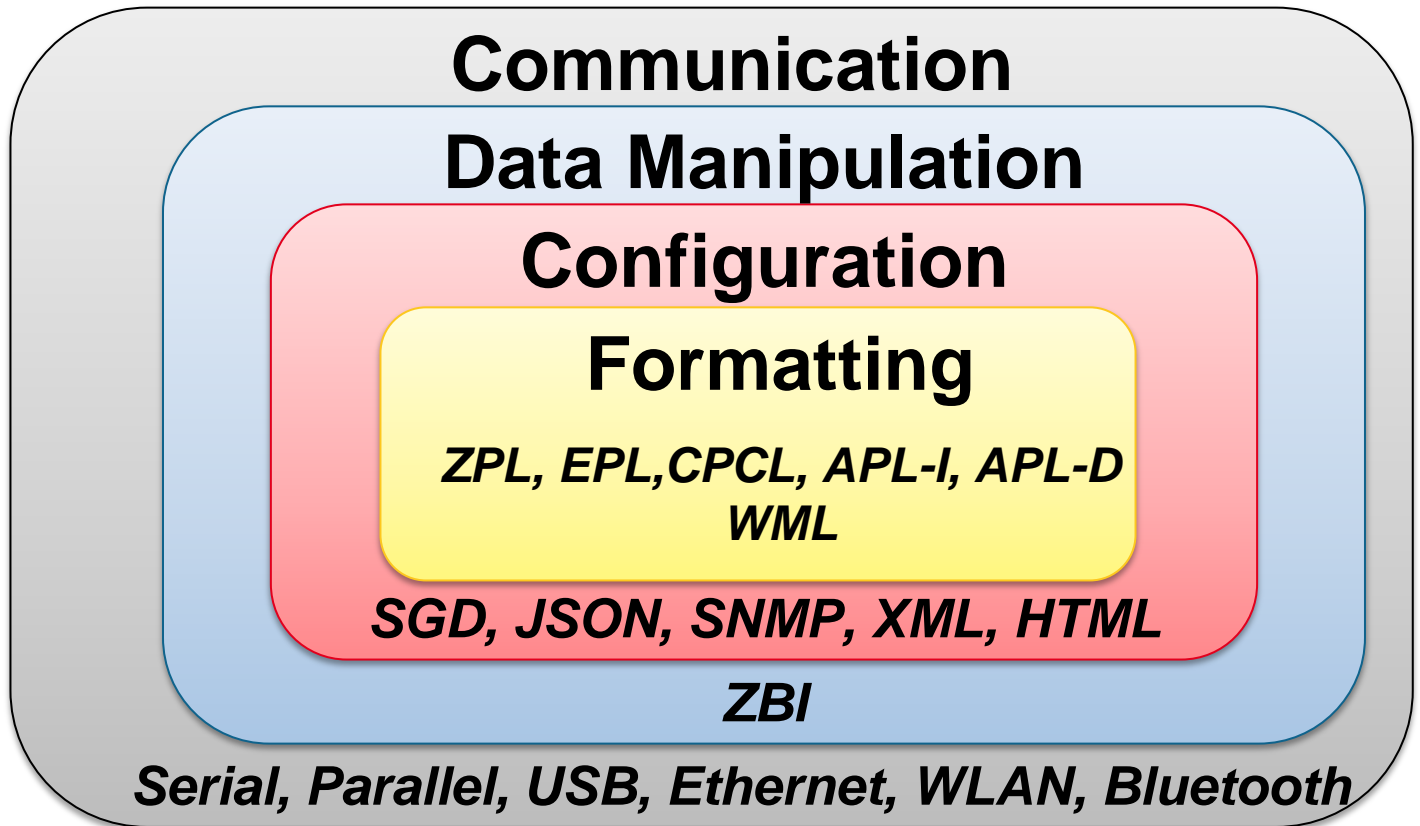 Communication
Data Manipulation
Configuration
Formatting
ZPL, EPL,CPCL, APL-I, APL-D
WML
SGD, JSON, SNMP, XML, HTML
ZBI
Serial, Parallel, USB, Ethernet, WLAN, Bluetooth